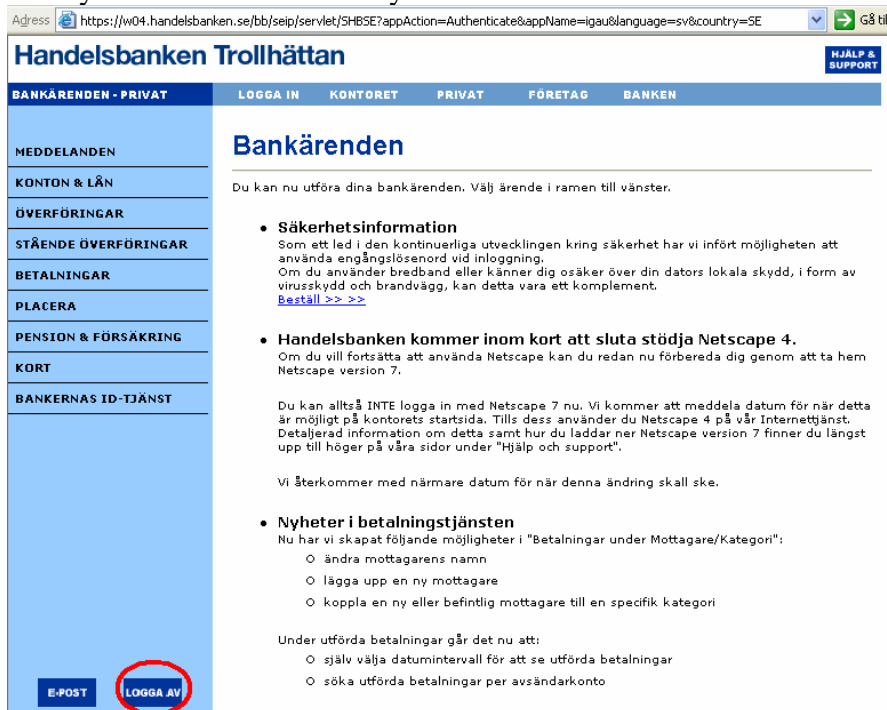 Adress https://w04.handelsbanken.se/bb/seip/servlet/SHBSE?appAction=Authenticate&appName=igau&language=sv&country=SE Gå til
Handelsbanken Trollhättan
HJÄLP &
SUPPORT
BANKÄRENDEN - PRIVAT LOGGA IN KONTORET PRIVAT FÖRETAG BANKEN
MEDDELANDEN
KONTON & LÅN
ÖVERFÖRINGAR
STÅENDE ÖVERFÖRINGAR
BETALNINGAR
PLACERA
PENSION & FÖRSÄKRING
KORT
BANKERNAS ID-TJÄNST
E-POST LOGGA AV
Bankärenden
Du kan nu utföra dina bankärenden. Välj ärende i ramen till vänster.
• Säkerhetsinformation
Som ett led i den kontinuerliga utvecklingen kring säkerhet har vi infört möjligheten att
använda engångslösenord vid inloggning.
Om du använder bredband eller känner dig osäker över din dators lokala skydd, i form av
virusskydd och brandvägg, kan detta vara ett komplement.
Beställ >> >>
• Handelsbanken kommer inom kort att sluta stödja Netscape 4.
Om du vill fortsätta att använda Netscape kan du redan nu förbereda dig genom att ta hem
Netscape version 7.
Du kan alltså INTE logga in med Netscape 7 nu. Vi kommer att meddela datum för när detta
är möjligt på kontorets startsida. Tills dess använder du Netscape 4 på vår Internettjänst.
Detaljerad information om detta samt hur du laddar ner Netscape version 7 finner du längst
upp till höger på våra sidor under "Hjälp och support".
Vi återkommer med närmare datum för när denna ändring skall ske.
• Nyheter i betalningstjänsten
Nu har vi skapat följande möjligheter i "Betalningar under Mottagare/Kategori":
o ändra mottagarens namn
o lägga upp en ny mottagare
o koppla en ny eller befintlig mottagare till en specifik kategori
Under utförda betalningar går det nu att:
o själv välja datumintervall för att se utförda betalningar
o söka utförda betalningar per avsändarkonto